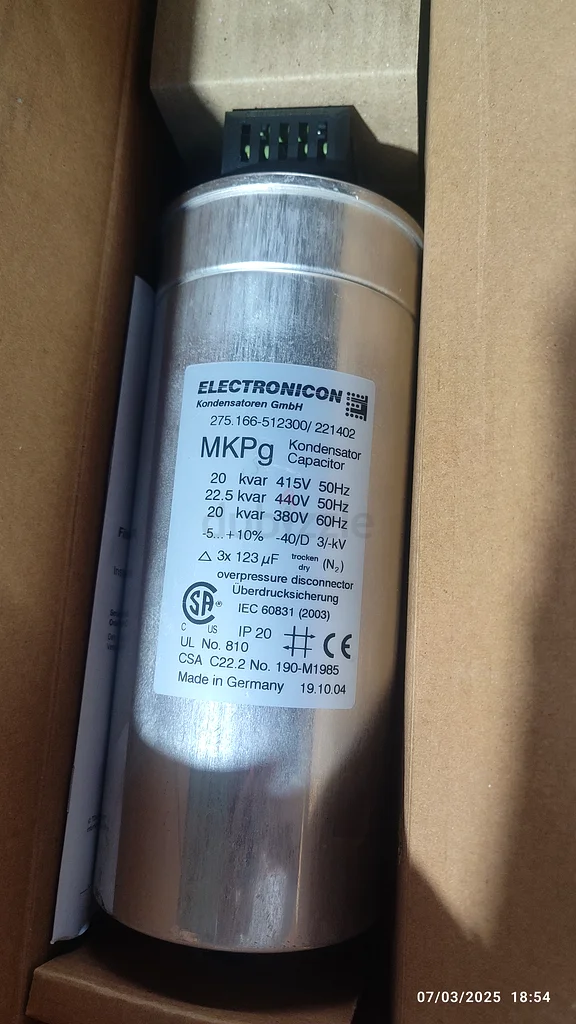 ELECTRONICON
Kondensatoren GmbH
275.166-512300/ 221402
MKPg Kondensator Capacitor
20 kvar 415V 50Hz
22.5 kvar 440V 50Hz
20 kvar 380V 60Hz
-5...+10% -40/D 3/-kV
△ 3x 123 µF trocken dry (N₂)
overpressure disconnector
Überdrucksicherung
SA® IEC 60831 (2003)
C US IP 20 CE
UL No. 810
CSA C22.2 No. 190-M1985
Made in Germany 19.10.04
dubizzle
07/03/2025 18:54